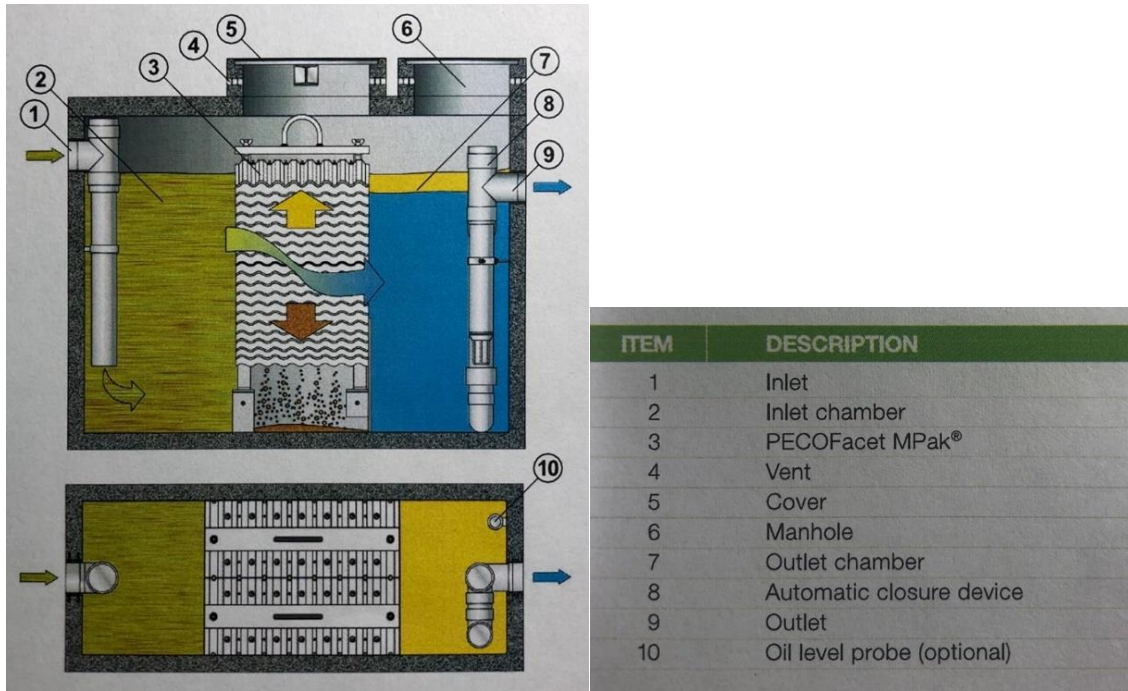 5
6
4
7
3
2
8
1
9
10
ITEM DESCRIPTION
1 Inlet
2 Inlet chamber
3 PECOFacet MPak®
4 Vent
5 Cover
6 Manhole
7 Outlet chamber
8 Automatic closure device
9 Outlet
10 Oil level probe (optional)